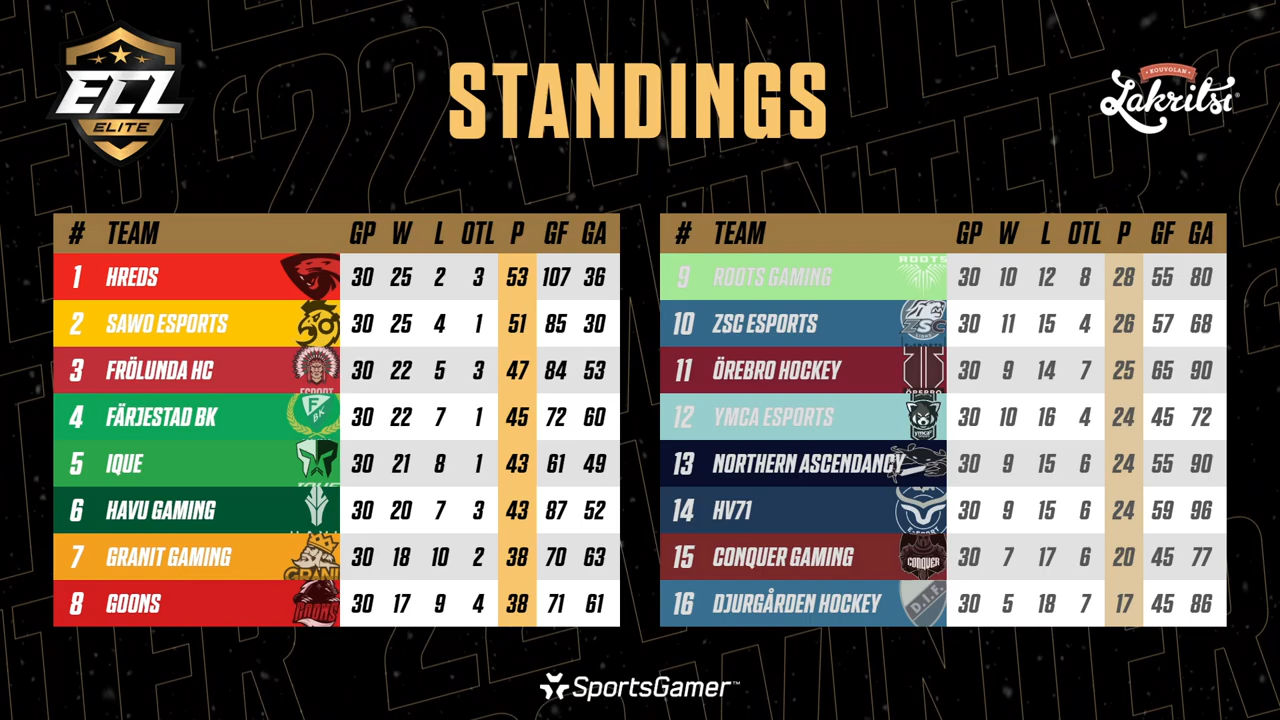 ECL
ELITE
STANDINGS
KOUVOLAN
Lakritsi
# TEAM GP W L OTL P GF GA
1 HREDS 30 25 2 3 53 107 36
2 SAWO ESPORTS 30 25 4 1 51 85 30
3 FRÖLUNDA HC 30 22 5 3 47 84 53
4 FÄRJESTAD BK 30 22 7 1 45 72 60
5 IQUE 30 21 8 1 43 61 49
6 HAVU GAMING 30 20 7 3 43 87 52
7 GRANIT GAMING 30 18 10 2 38 70 63
8 GOONS 30 17 9 4 38 71 61
# TEAM GP W L OTL P GF GA
9 ROOTS GAMING ROOTS 30 10 12 8 28 55 80
10 ZSC ESPORTS ZSC 30 11 15 4 26 57 68
11 ÖREBRO HOCKEY ÖREBRO 30 9 14 7 25 65 90
12 YMCA ESPORTS YMCA 30 10 16 4 24 45 72
13 NORTHERN ASCENDANCY 30 9 15 6 24 55 90
14 HV71 30 9 15 6 24 59 96
15 CONQUER GAMING CONQUER 30 7 17 6 20 45 77
16 DJURGÅRDEN HOCKEY D.I.F. 30 5 18 7 17 45 86
SportsGamer™